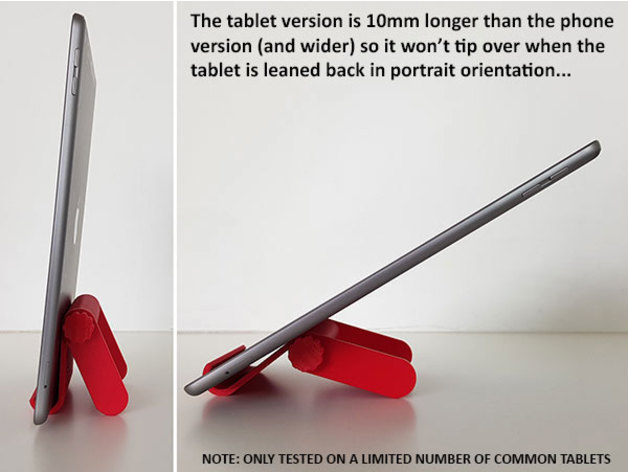 The tablet version is 10mm longer than the phone
version (and wider) so it won't tip over when the
tablet is leaned back in portrait orientation...
NOTE: ONLY TESTED ON A LIMITED NUMBER OF COMMON TABLETS